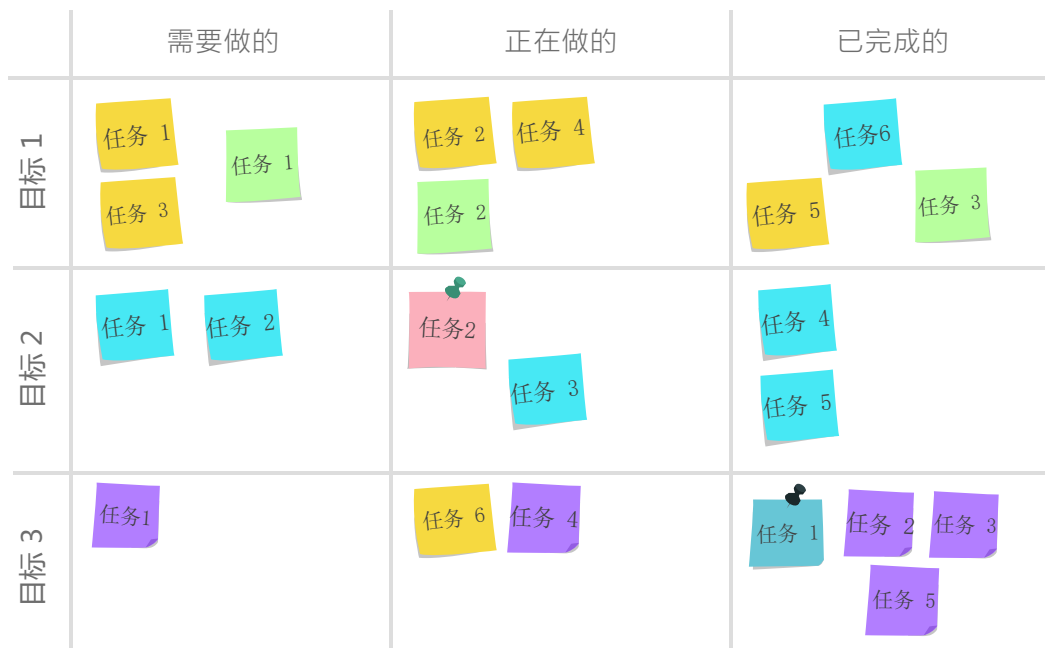 需要做的
正在做的
已完成的
目标 1
任务 1
任务 1
任务 3
任务 2
任务 4
任务 2
任务6
任务 5
任务 3
目标 2
任务 1
任务 2
任务2
任务 3
任务 4
任务 5
目标 3
任务1
任务 6
任务 4
任务 1
任务 2
任务 3
任务 5